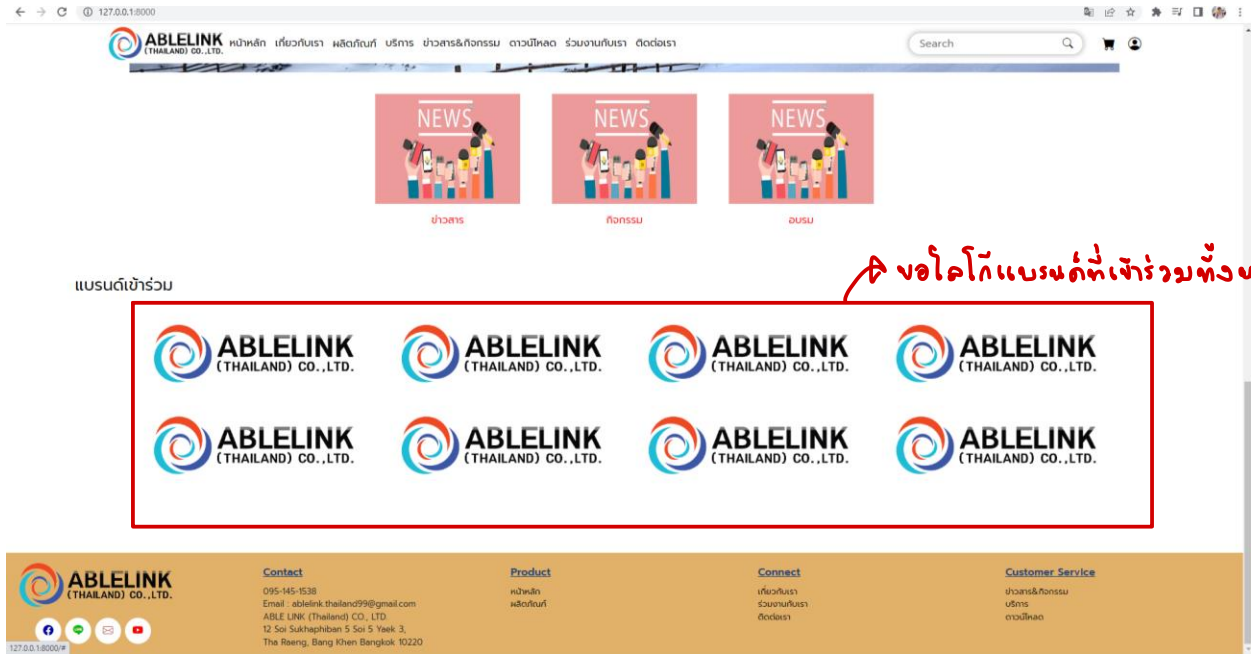 127.0.0.1:8000
ABLELINK
(THAILAND) CO.,LTD.
หน้าหลัก เกี่ยวกับเรา ผลิตภัณฑ์ บริการ ข่าวสาร&กิจกรรม ดาวน์โหลด ร่วมงานกับเรา ติดต่อเรา
Search
NEWS NEWS NEWS
ข่าวสาร กิจกรรม อบรม
ขอโลโก้แบรนด์ที่เข้าร่วมทั้ง
แบรนด์เข้าร่วม
ABLELINK ABLELINK ABLELINK ABLELINK
(THAILAND) CO.,LTD. (THAILAND) CO.,LTD. (THAILAND) CO.,LTD. (THAILAND) CO.,LTD.
ABLELINK ABLELINK ABLELINK ABLELINK
(THAILAND) CO.,LTD. (THAILAND) CO.,LTD. (THAILAND) CO.,LTD. (THAILAND) CO.,LTD.
ABLELINK
(THAILAND) CO.,LTD.
Contact
095-145-1538
Email : ablelink.thailand99@gmail.com
ABLE LINK (Thailand) CO., LTD.
12 Soi Sukhaphiban 5 Soi 5 Yaek 3,
Tha Raeng, Bang Khen Bangkok 10220
Product
หน้าหลัก
ผลิตภัณฑ์
Connect
เกี่ยวกับเรา
ร่วมงานกับเรา
ติดต่อเรา
Customer Service
ข่าวสาร&กิจกรรม
บริการ
ดาวน์โหลด
127.0.0.1:8000/#